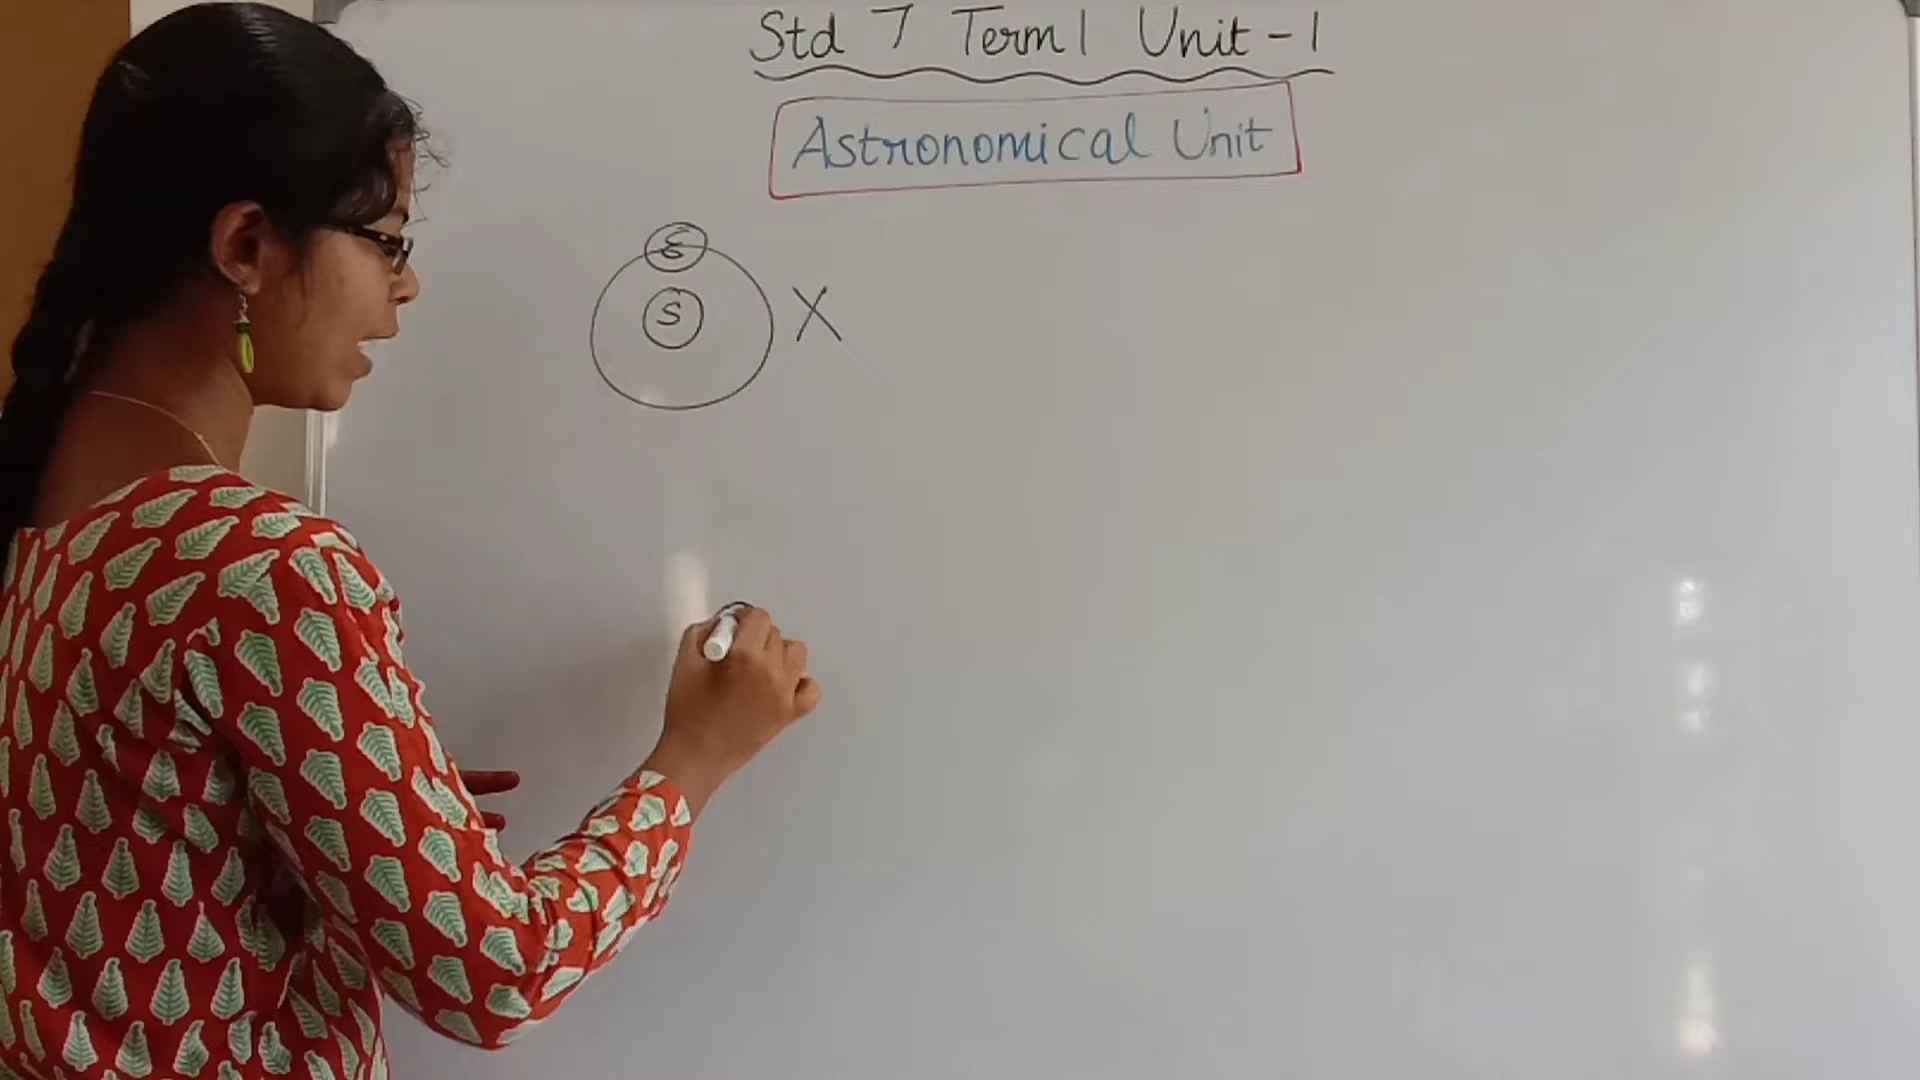 Std 7 Term 1 Unit - 1
Astronomical Unit
E
S X